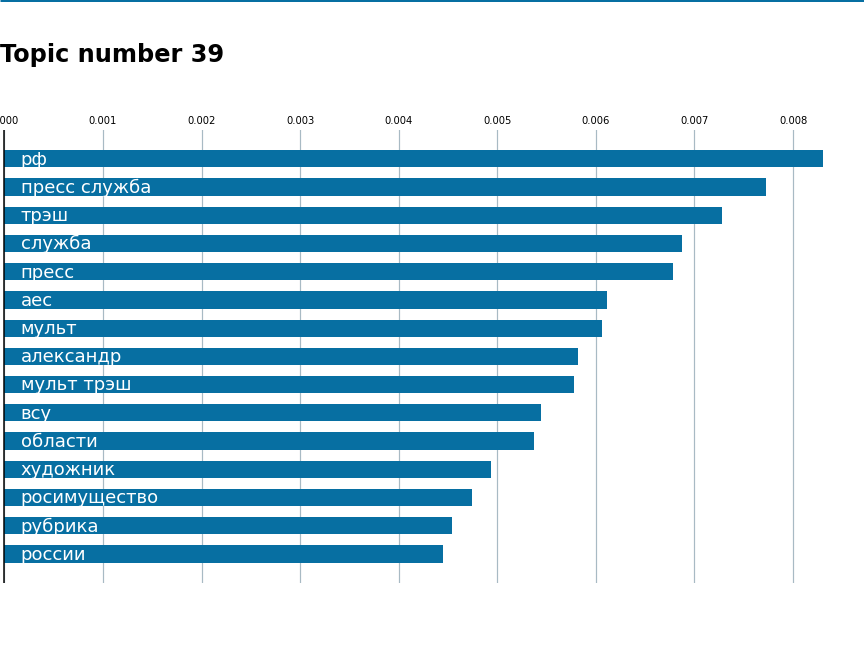 Topic number 39
000 0.001 0.002 0.003 0.004 0.005 0.006 0.007 0.008
рф
пресс служба
трэш
служба
пресс
аес
мульт
александр
мульт трэш
всу
области
художник
росимущество
рубрика
россии